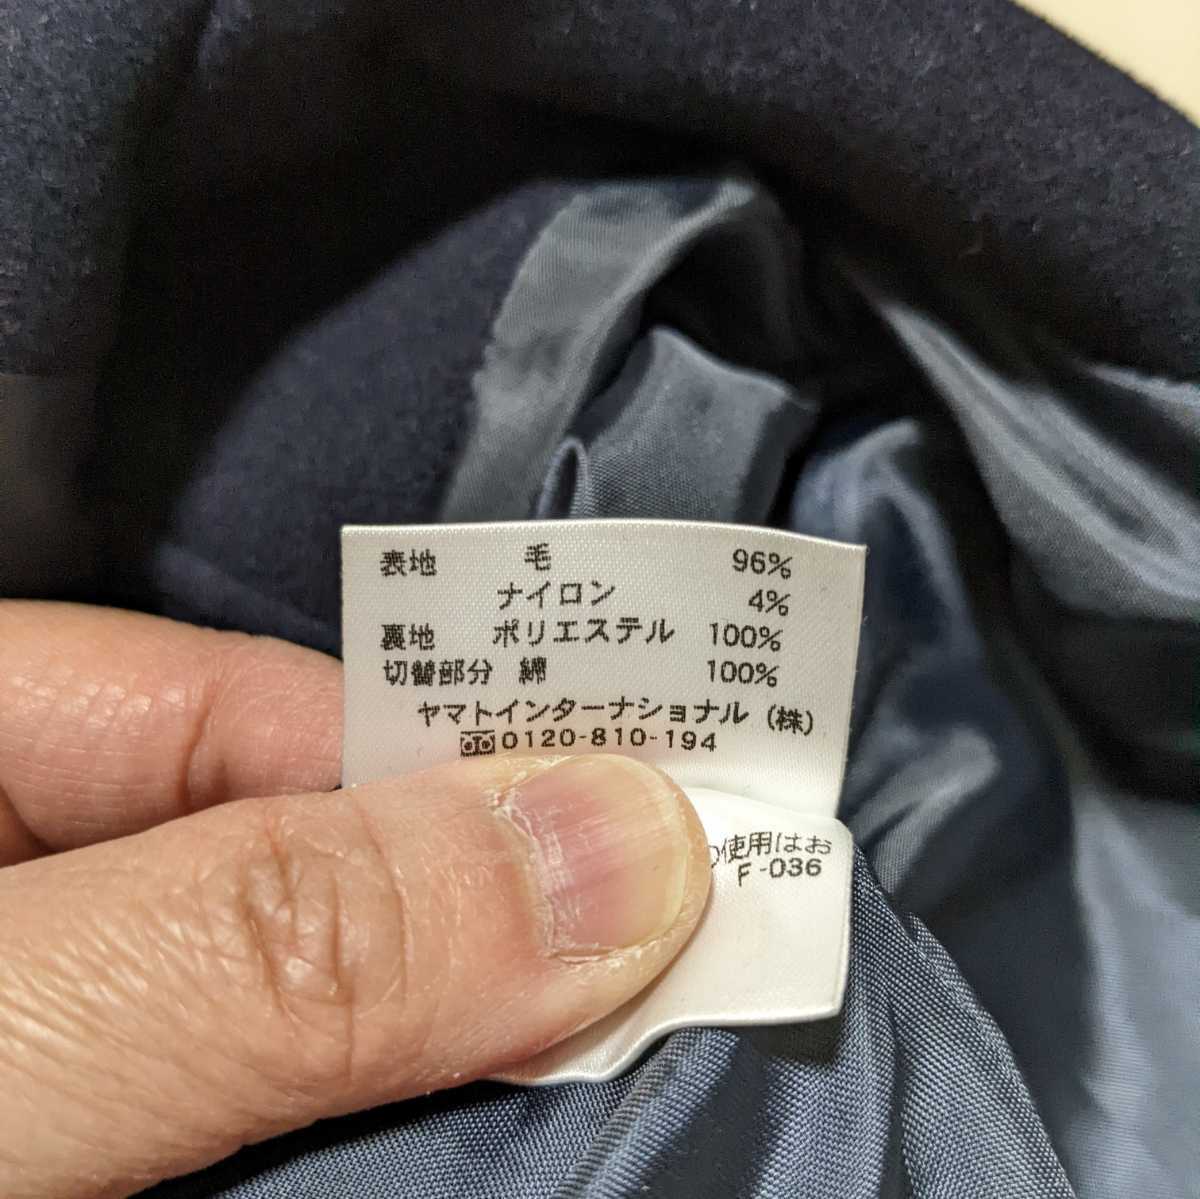 表地 毛 96%
ナイロン 4%
裏地 ポリエステル 100%
切替部分 綿 100%
ヤマトインターナショナル (株)
0120-810-194
の使用はお
F-036